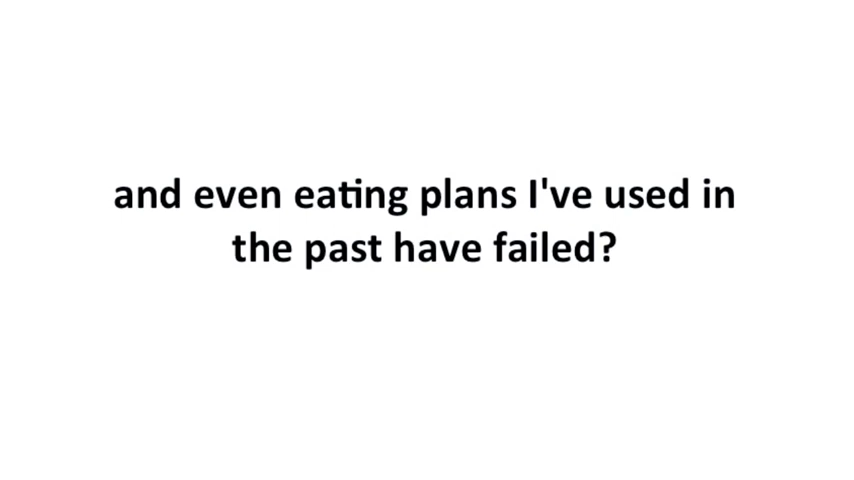 and even eating plans I've used in
the past have failed?